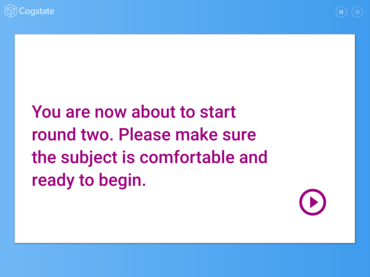 Cogstate
You are now about to start
round two. Please make sure
the subject is comfortable and
ready to begin.